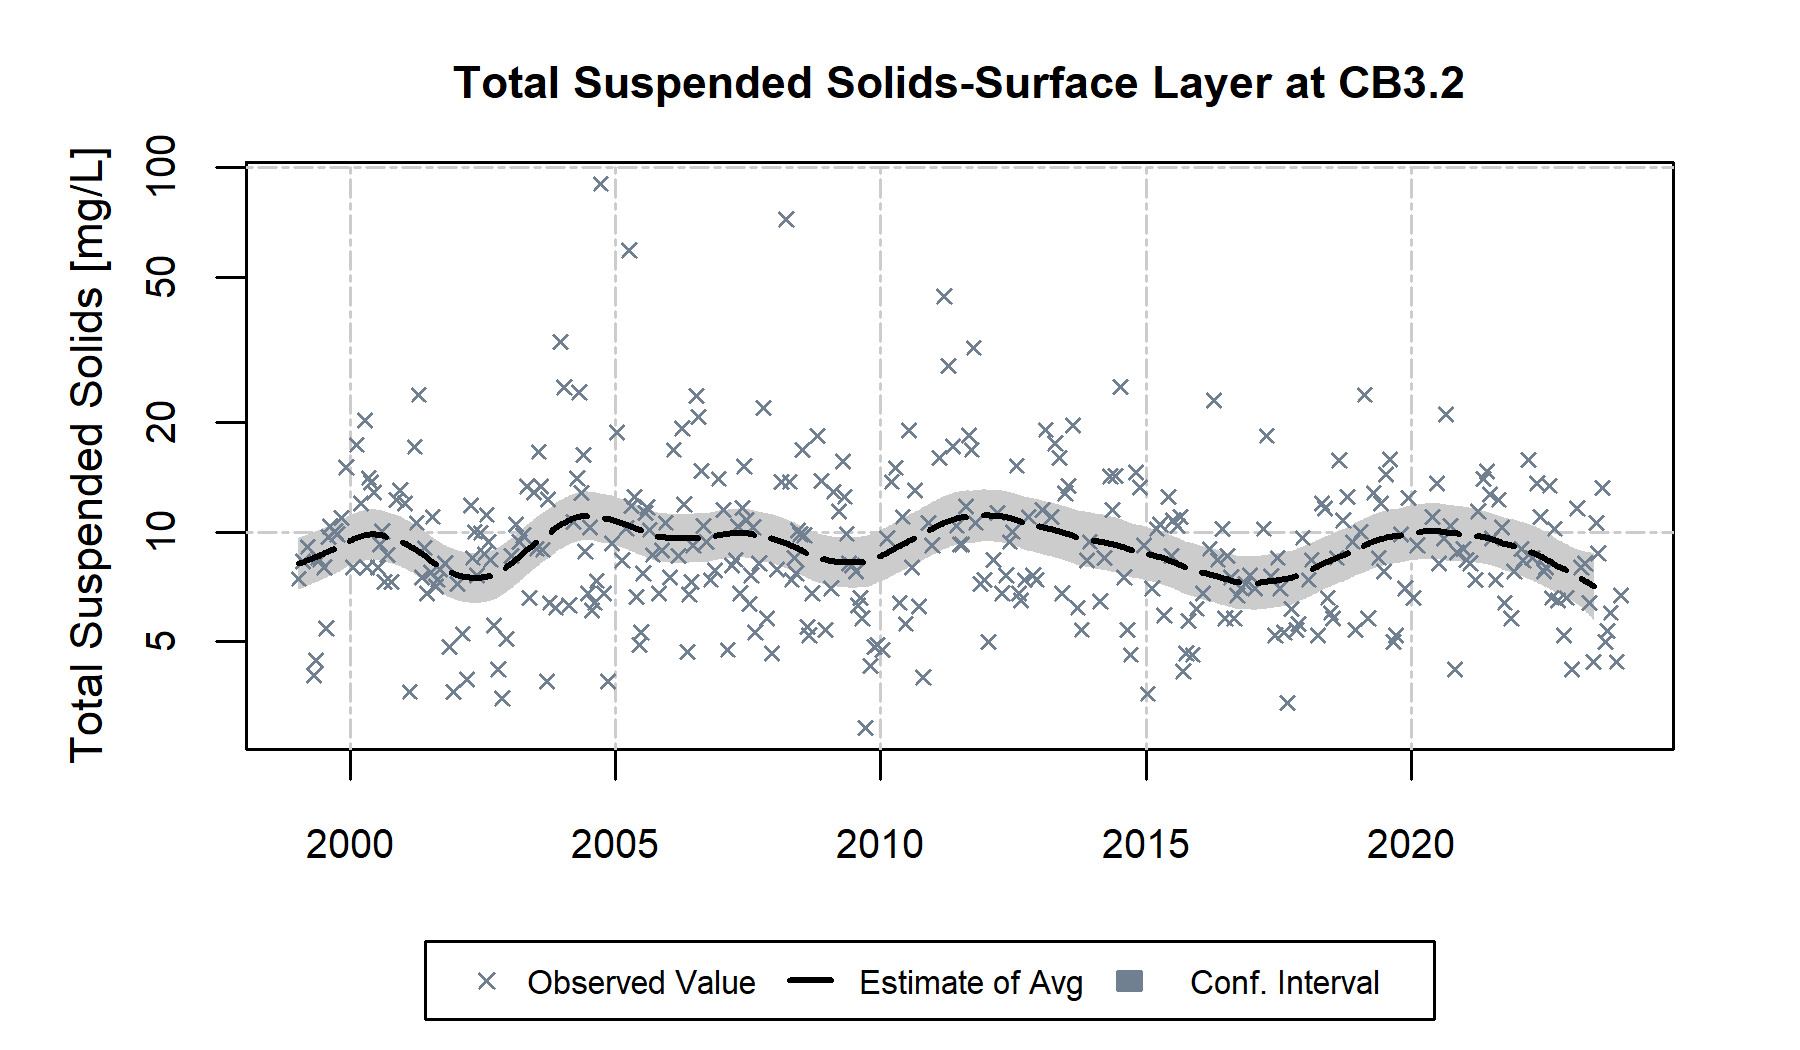 Total Suspended Solids-Surface Layer at CB3.2
Total Suspended Solids [mg/L]
100
50
20
10
5
2000 2005 2010 2015 2020
Observed Value Estimate of Avg Conf. Interval